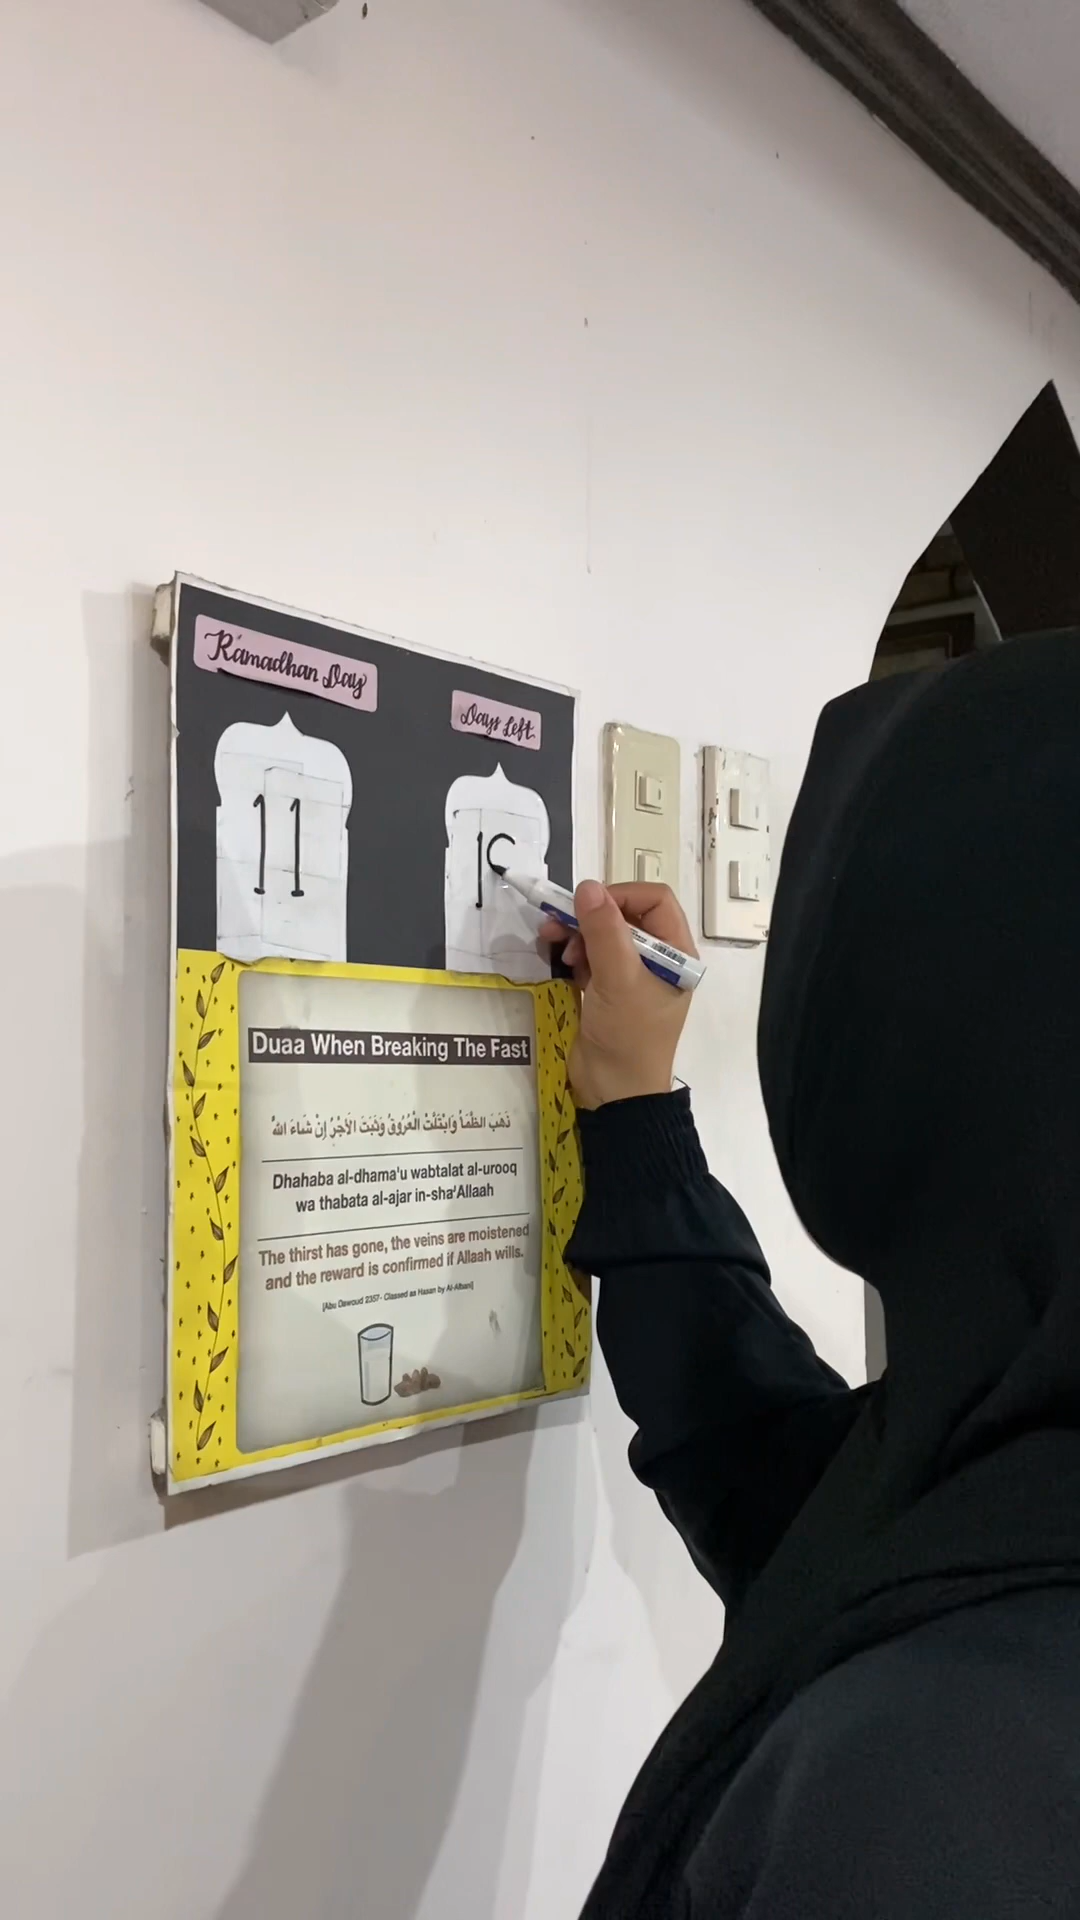 Ramadhan Day
Days Left
11
1
Duaa When Breaking The Fast
ذَهَبَ الظَّمَأُ وَابْتَلَّتْ الْعُرُوقُ وَثَبَتَ الْأَجْرُ إِنْ شَاءَ اللهُ
Dhahaba al-dhama'u wabtalat al-urooq
wa thabata al-ajar in-sha'Allaah
The thirst has gone, the veins are moistened
and the reward is confirmed if Allaah wills.
[Abu Dawoud 2357- Classed as Hasan by Al-Albani]